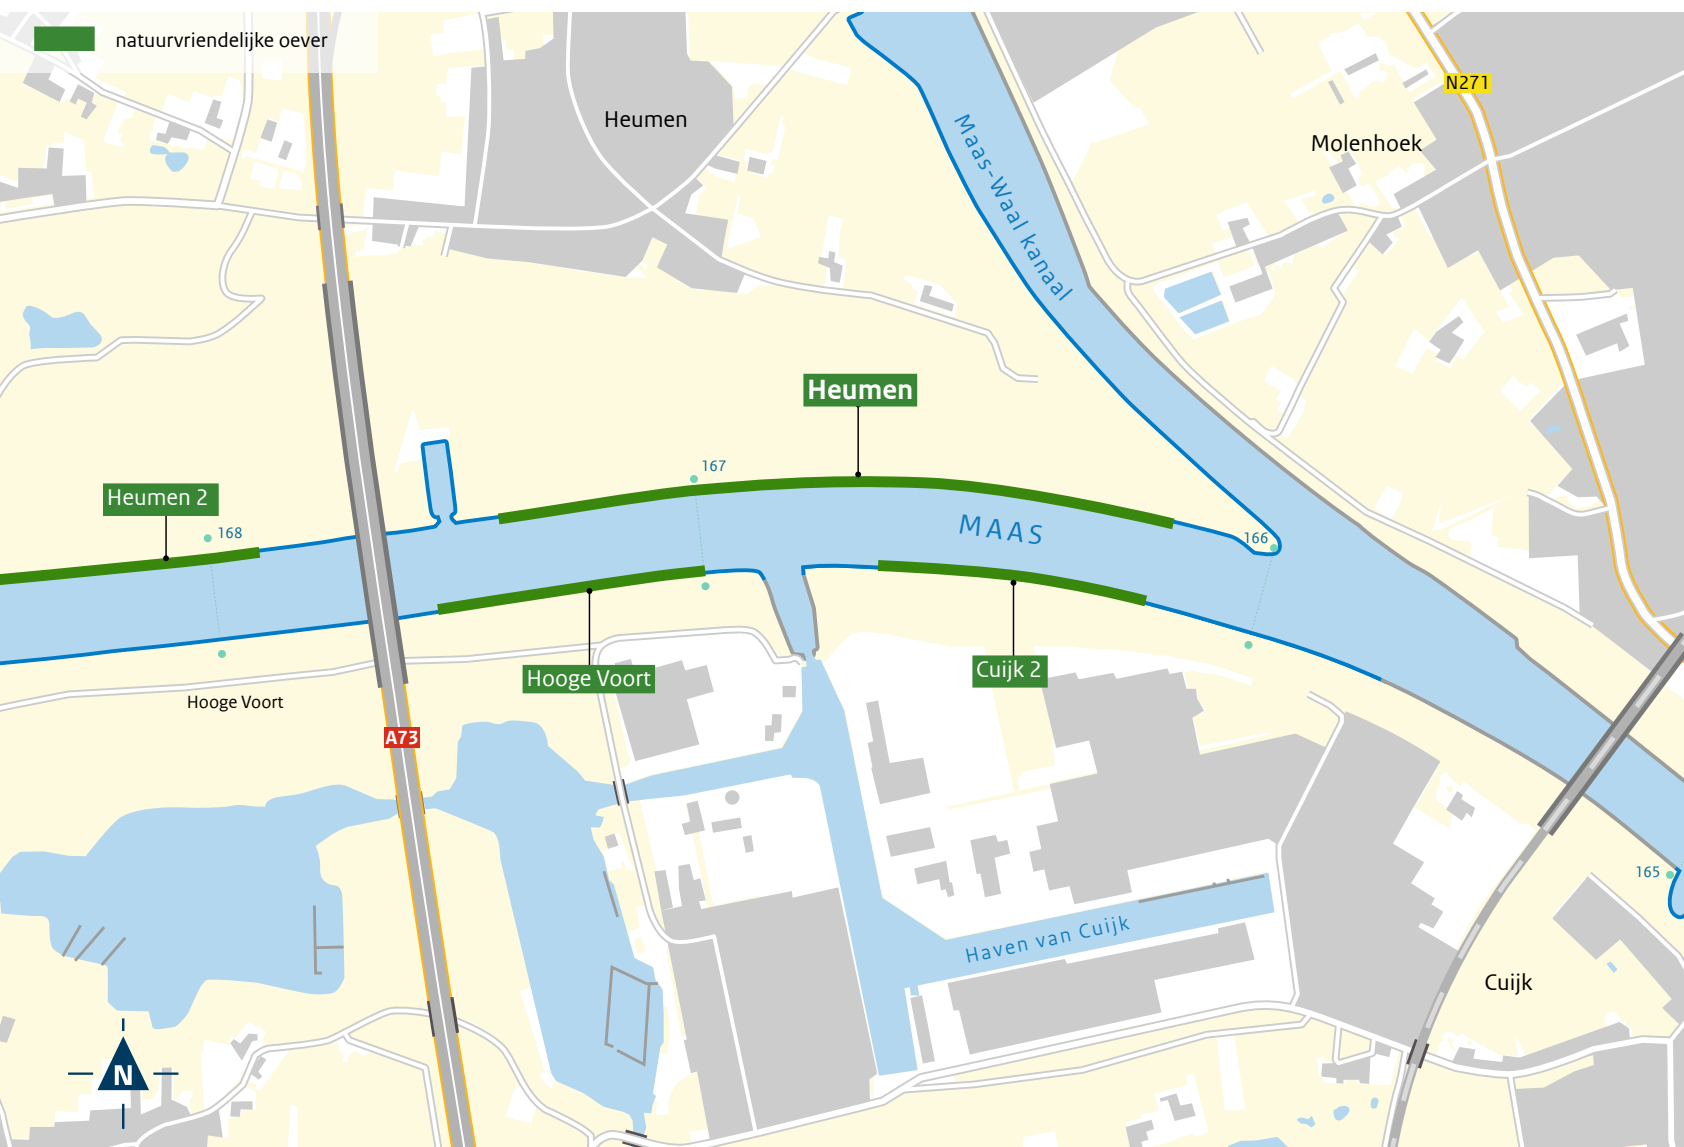 natuurvriendelijke oever
N271
Heumen
Molenhoek
Maas-Waal kanaal
Heumen
167
Heumen 2
168
MAAS
166
Hooge Voort
Cuijk 2
Hooge Voort
A73
165
Haven van Cuijk
Cuijk
N